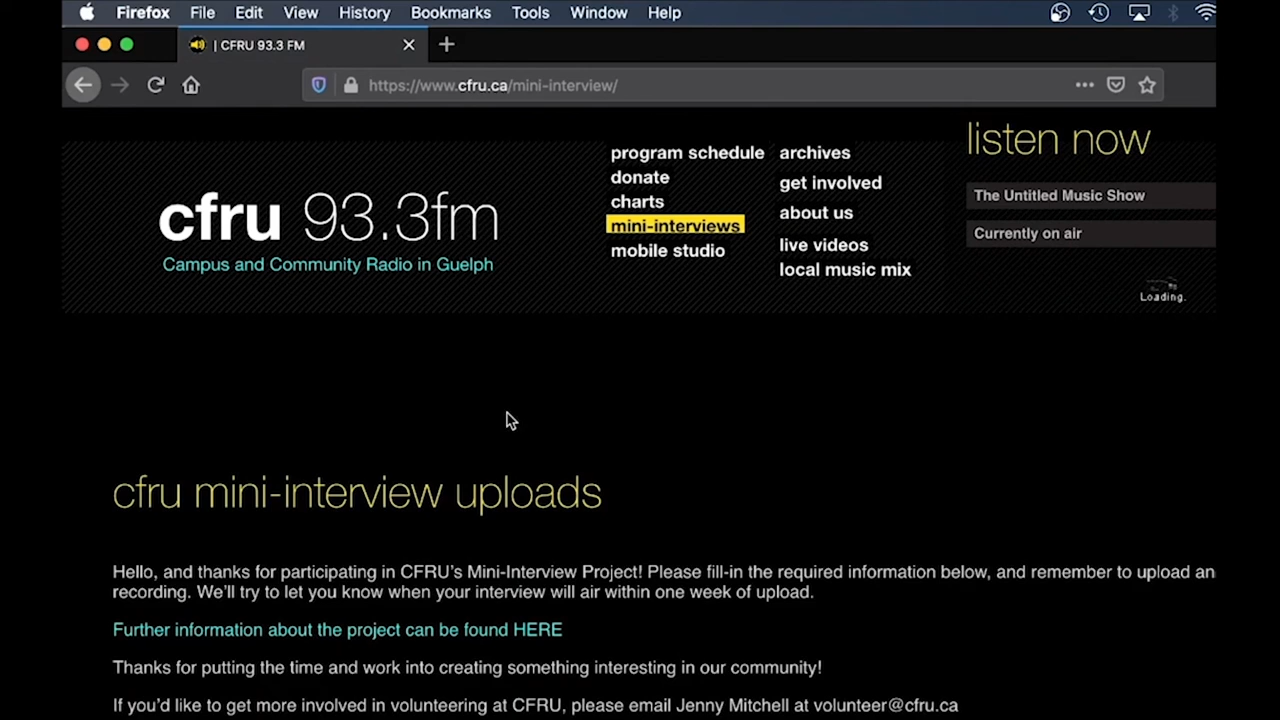 Firefox File Edit View History Bookmarks Tools Window Help
| CFRU 93.3 FM
https://www.cfru.ca/mini-interview/
listen now
program schedule
donate
charts
mini-interviews
mobile studio
archives
get involved
about us
live videos
local music mix
The Untitled Music Show
Currently on air
Loading.
cfru 93.3fm
Campus and Community Radio in Guelph
cfru mini-interview uploads
Hello, and thanks for participating in CFRU's Mini-Interview Project! Please fill-in the required information below, and remember to upload an
recording. We'll try to let you know when your interview will air within one week of upload.
Further information about the project can be found HERE
Thanks for putting the time and work into creating something interesting in our community!
If you'd like to get more involved in volunteering at CFRU, please email Jenny Mitchell at volunteer@cfru.ca